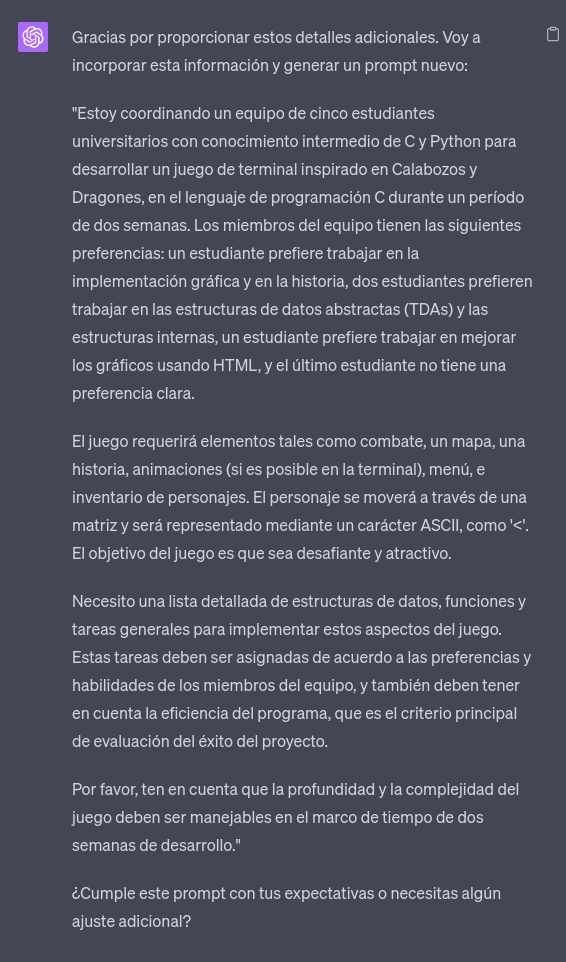 Gracias por proporcionar estos detalles adicionales. Voy a
incorporar esta información y generar un prompt nuevo:
"Estoy coordinando un equipo de cinco estudiantes
universitarios con conocimiento intermedio de C y Python para
desarrollar un juego de terminal inspirado en Calabozos y
Dragones, en el lenguaje de programación C durante un período
de dos semanas. Los miembros del equipo tienen las siguientes
preferencias: un estudiante prefiere trabajar en la
implementación gráfica y en la historia, dos estudiantes prefieren
trabajar en las estructuras de datos abstractas (TDAs) y las
estructuras internas, un estudiante prefiere trabajar en mejorar
los gráficos usando HTML, y el último estudiante no tiene una
preferencia clara.
El juego requerirá elementos tales como combate, un mapa, una
historia, animaciones (si es posible en la terminal), menú, e
inventario de personajes. El personaje se moverá a través de una
matriz y será representado mediante un carácter ASCII, como '<'.
El objetivo del juego es que sea desafiante y atractivo.
Necesito una lista detallada de estructuras de datos, funciones y
tareas generales para implementar estos aspectos del juego.
Estas tareas deben ser asignadas de acuerdo a las preferencias y
habilidades de los miembros del equipo, y también deben tener
en cuenta la eficiencia del programa, que es el criterio principal
de evaluación del éxito del proyecto.
Por favor, ten en cuenta que la profundidad y la complejidad del
juego deben ser manejables en el marco de tiempo de dos
semanas de desarrollo."
¿Cumple este prompt con tus expectativas o necesitas algún
ajuste adicional?